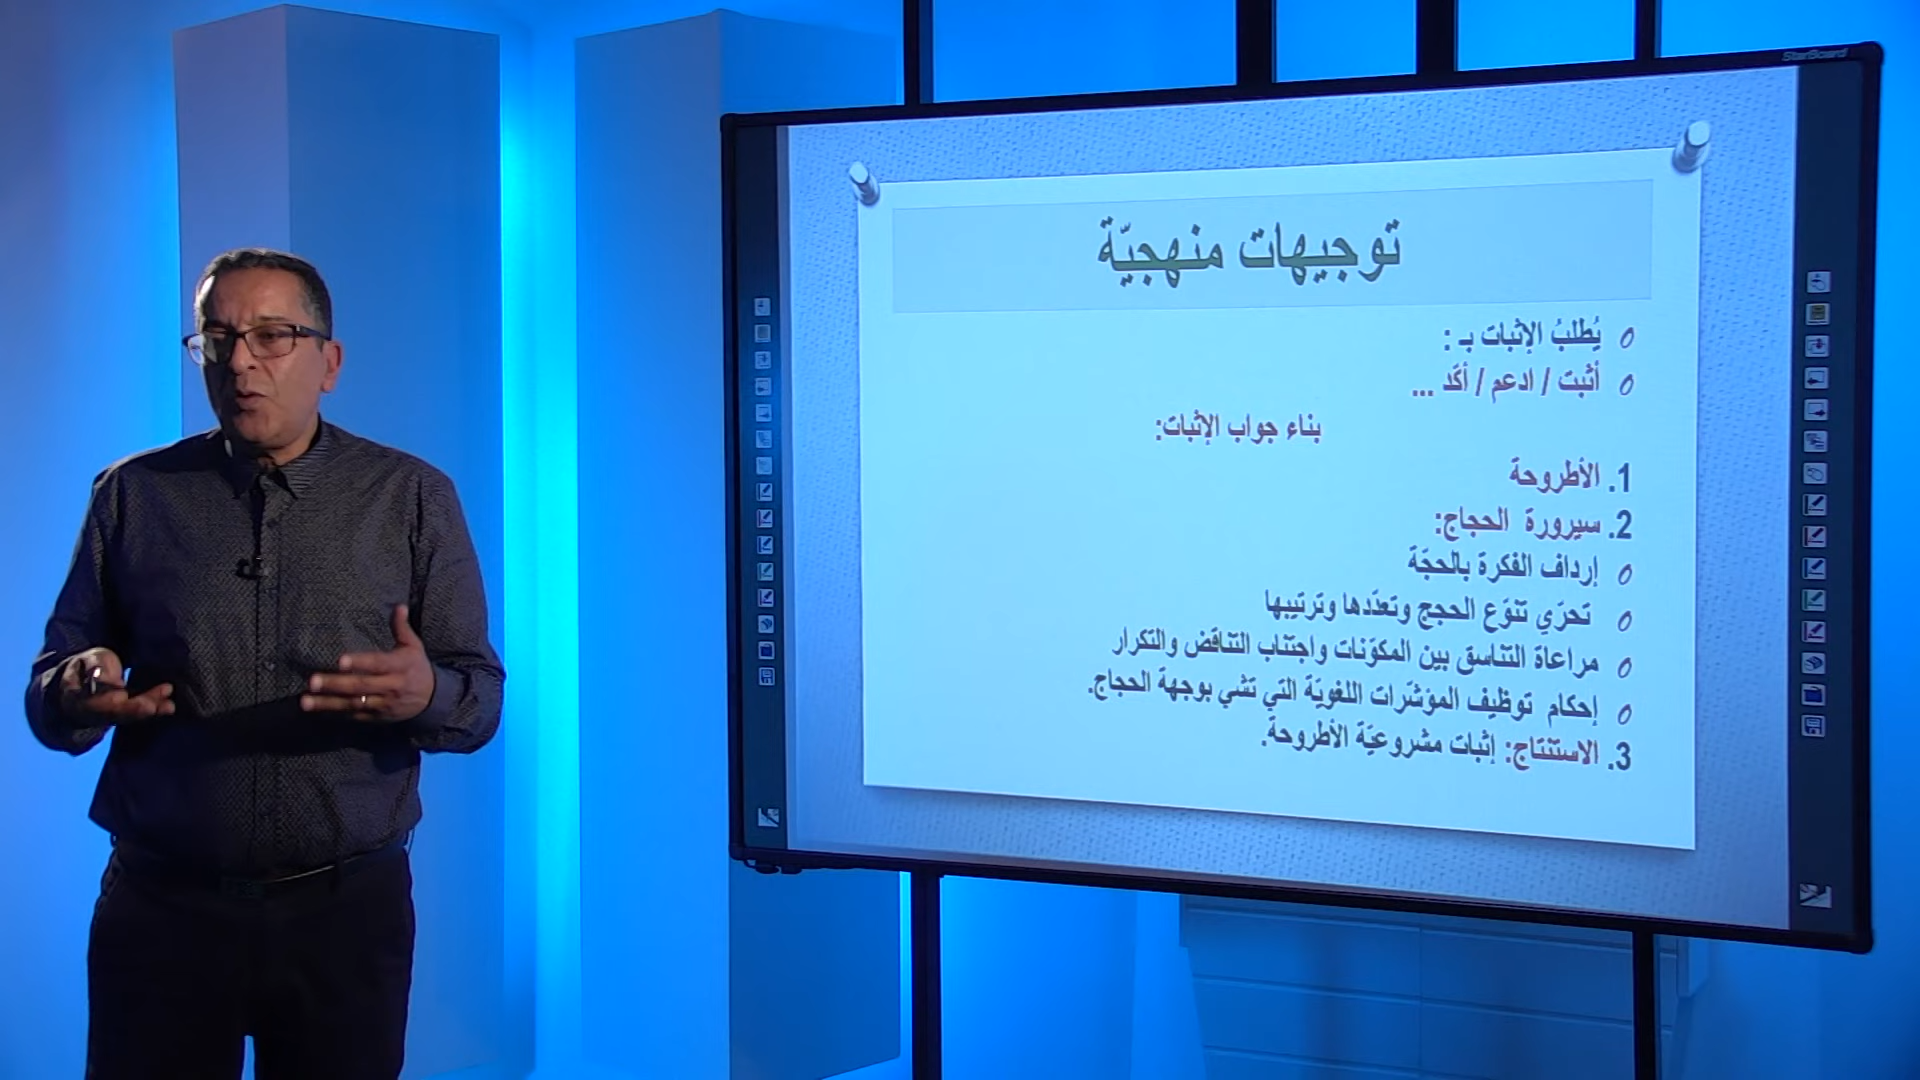 StarBoard
توجيهات منهجيّة
يُطلبُ الإثبات بـ :
أثبت / ادعم / أكّد ...
بناء جواب الإثبات:
1. الأطروحة
2. سيرورة الحجاج:
إرداف الفكرة بالحجّة
تحرّي تنوّع الحجج وتعدّدها وترتيبها
مراعاة التناسق بين المكوّنات واجتناب التناقض والتكرار
إحكام توظيف المؤشّرات اللغويّة التي تشي بوجهة الحجاج.
3. الاستنتاج: إثبات مشروعيّة الأطروحة.